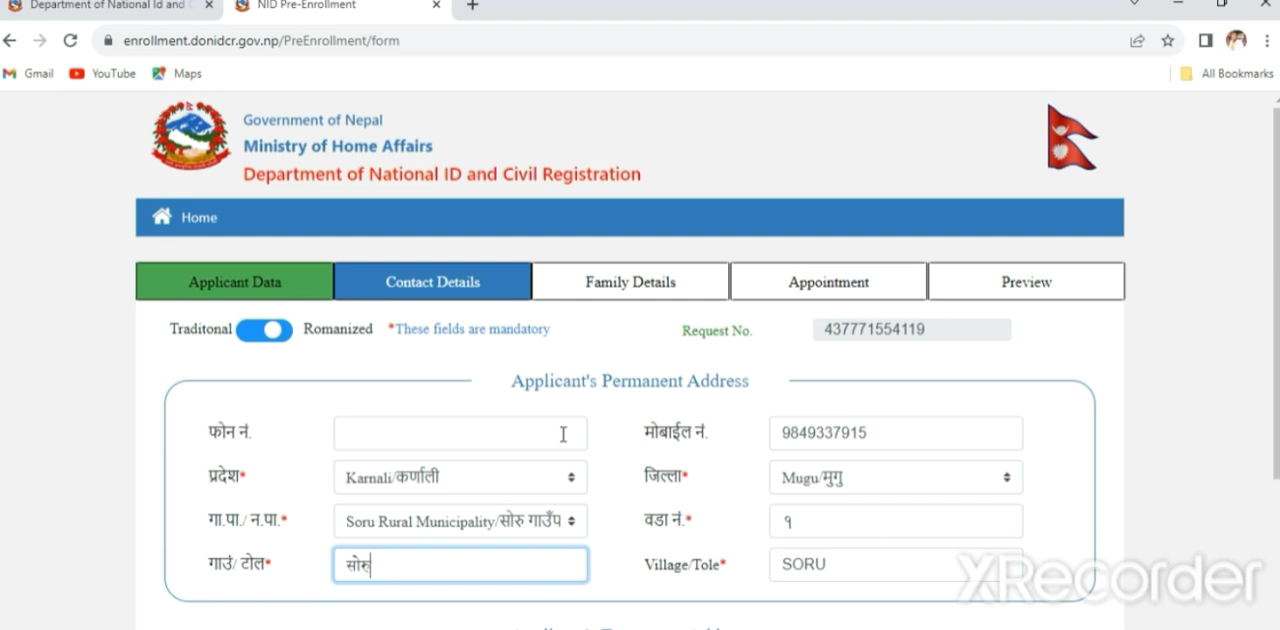 Department of National Id and
NID Pre-Enrollment
enrollment.donidcr.gov.np/PreEnrollment/form
Gmail YouTube Maps All Bookmarks
Government of Nepal
Ministry of Home Affairs
Department of National ID and Civil Registration
Home
Applicant Data Contact Details Family Details Appointment Preview
Traditonal Romanized *These fields are mandatory Request No. 437771554119
Applicant's Permanent Address
फोन नं. मोबाईल नं. 9849337915
प्रदेश* Karnali/कर्णाली जिल्ला* Mugu/मुगु
गा.पा./ न.पा.* Soru Rural Municipality/सोरु गाउँप वडा नं.* १
गाउं/ टोल* सोरु Village/Tole* SORU
XRecorder